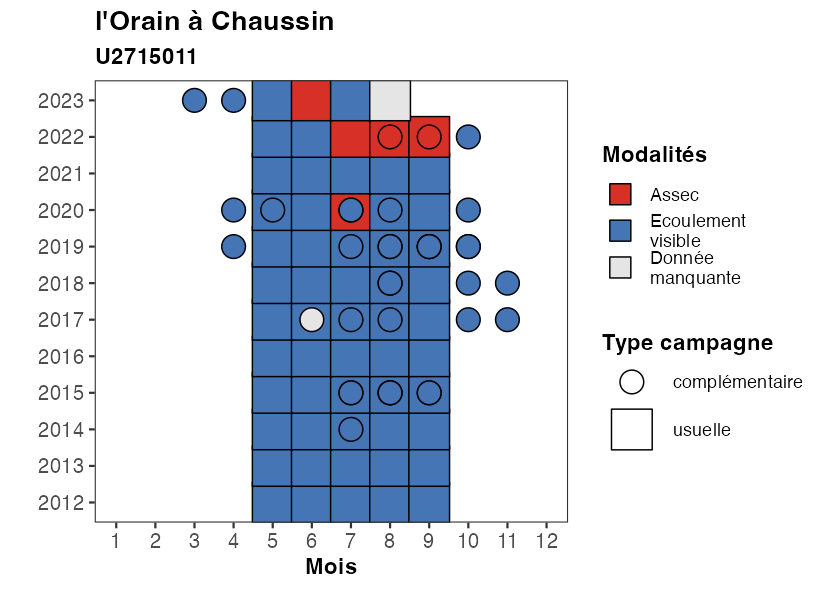 l'Orain à Chaussin
U2715011
2023
2022
2021
2020
2019
2018
2017
2016
2015
2014
2013
2012
1 2 3 4 5 6 7 8 9 10 11 12
Mois
Modalités
Assec
Ecoulement
visible
Donnée
manquante
Type campagne
complémentaire
usuelle